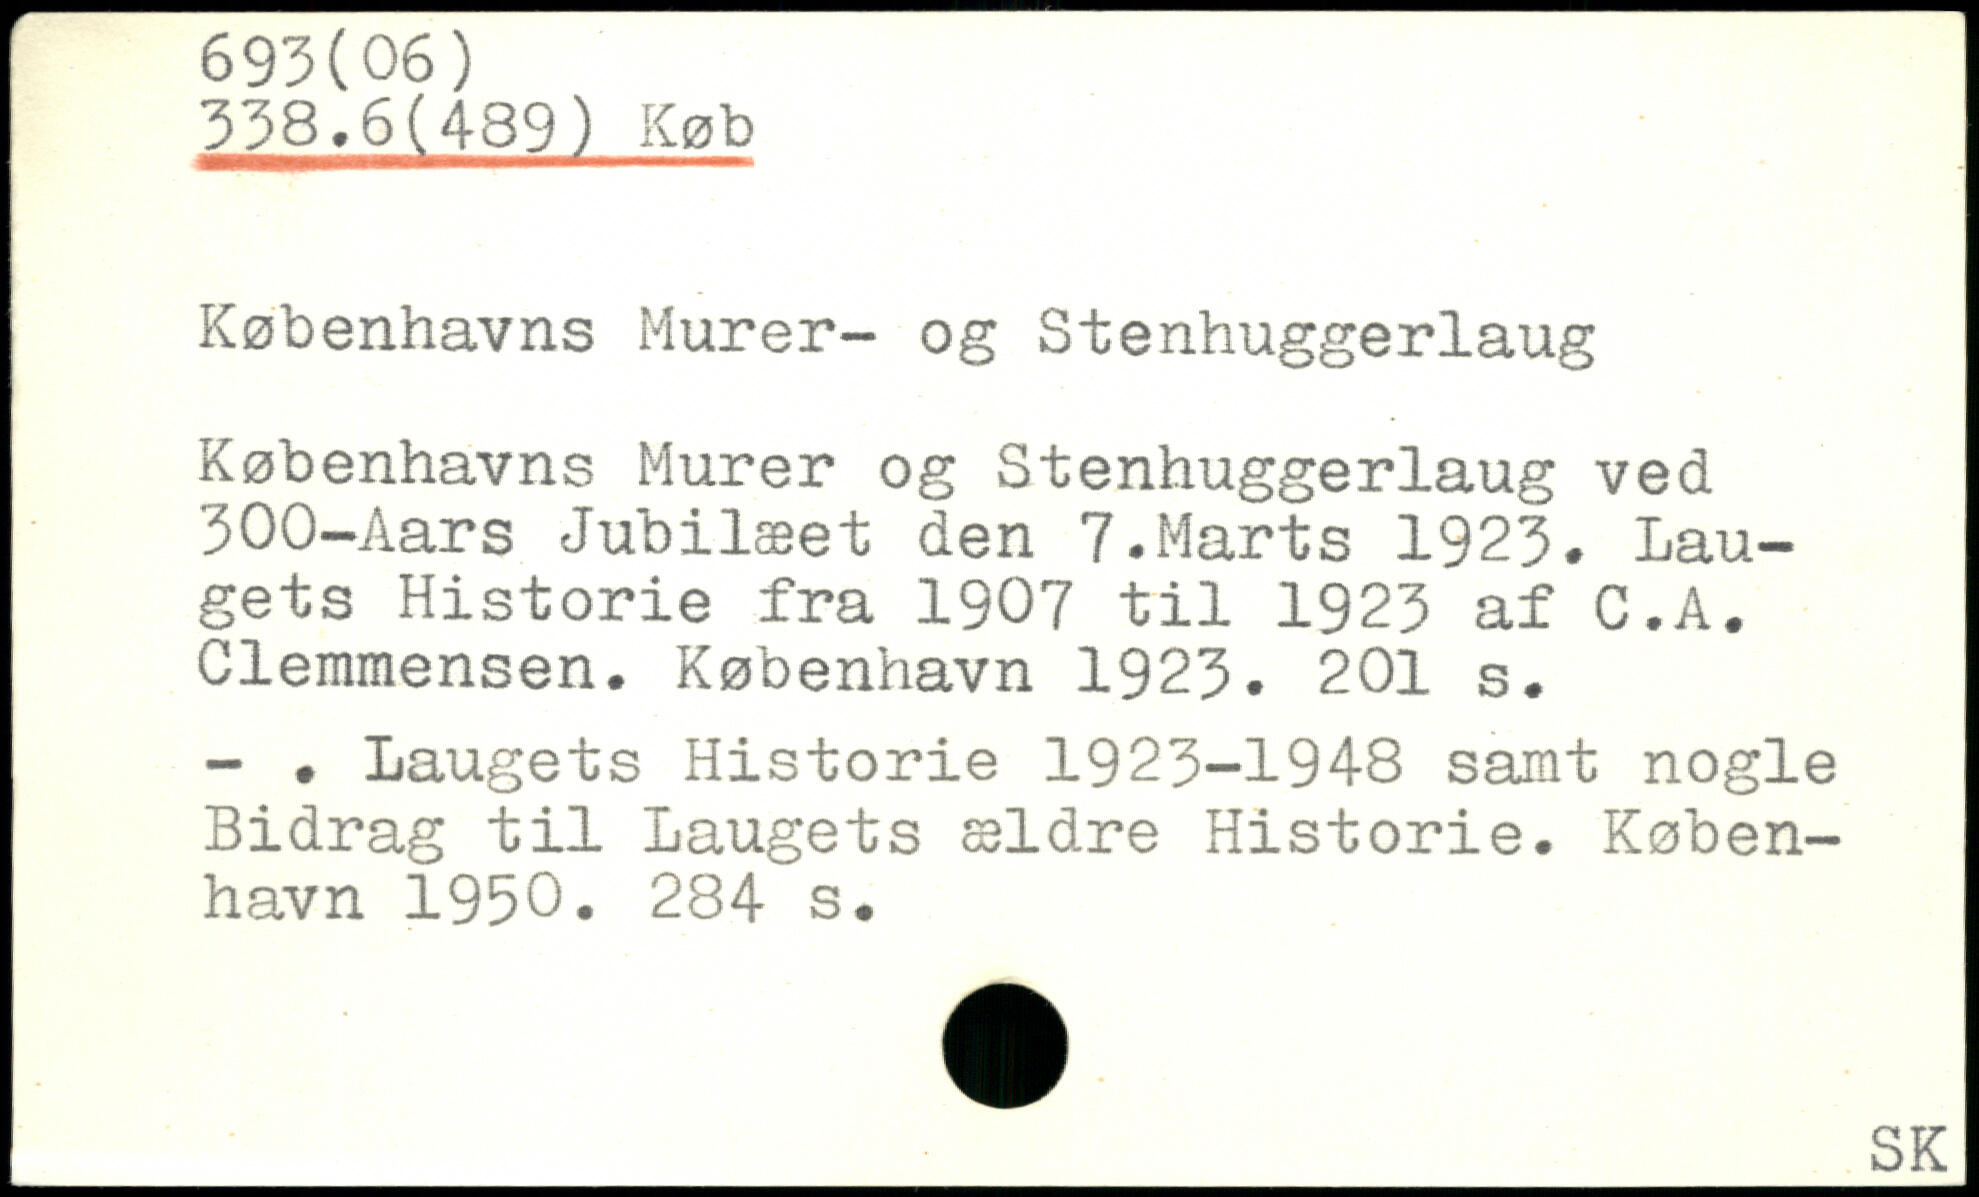 693(06)
338.6(489) Køb
Københavns Murer- og Stenhuggerlaug
Københavns Murer og Stenhuggerlaug ved
300-Aars Jubilæet den 7.Marts 1923. Lau-
gets Historie fra 1907 til 1923 af C.A.
Clemmensen. København 1923. 201 s.
- . Laugets Historie 1923-1948 samt nogle
Bidrag til Laugets ældre Historie. Køben-
havn 1950. 284 s.
SK